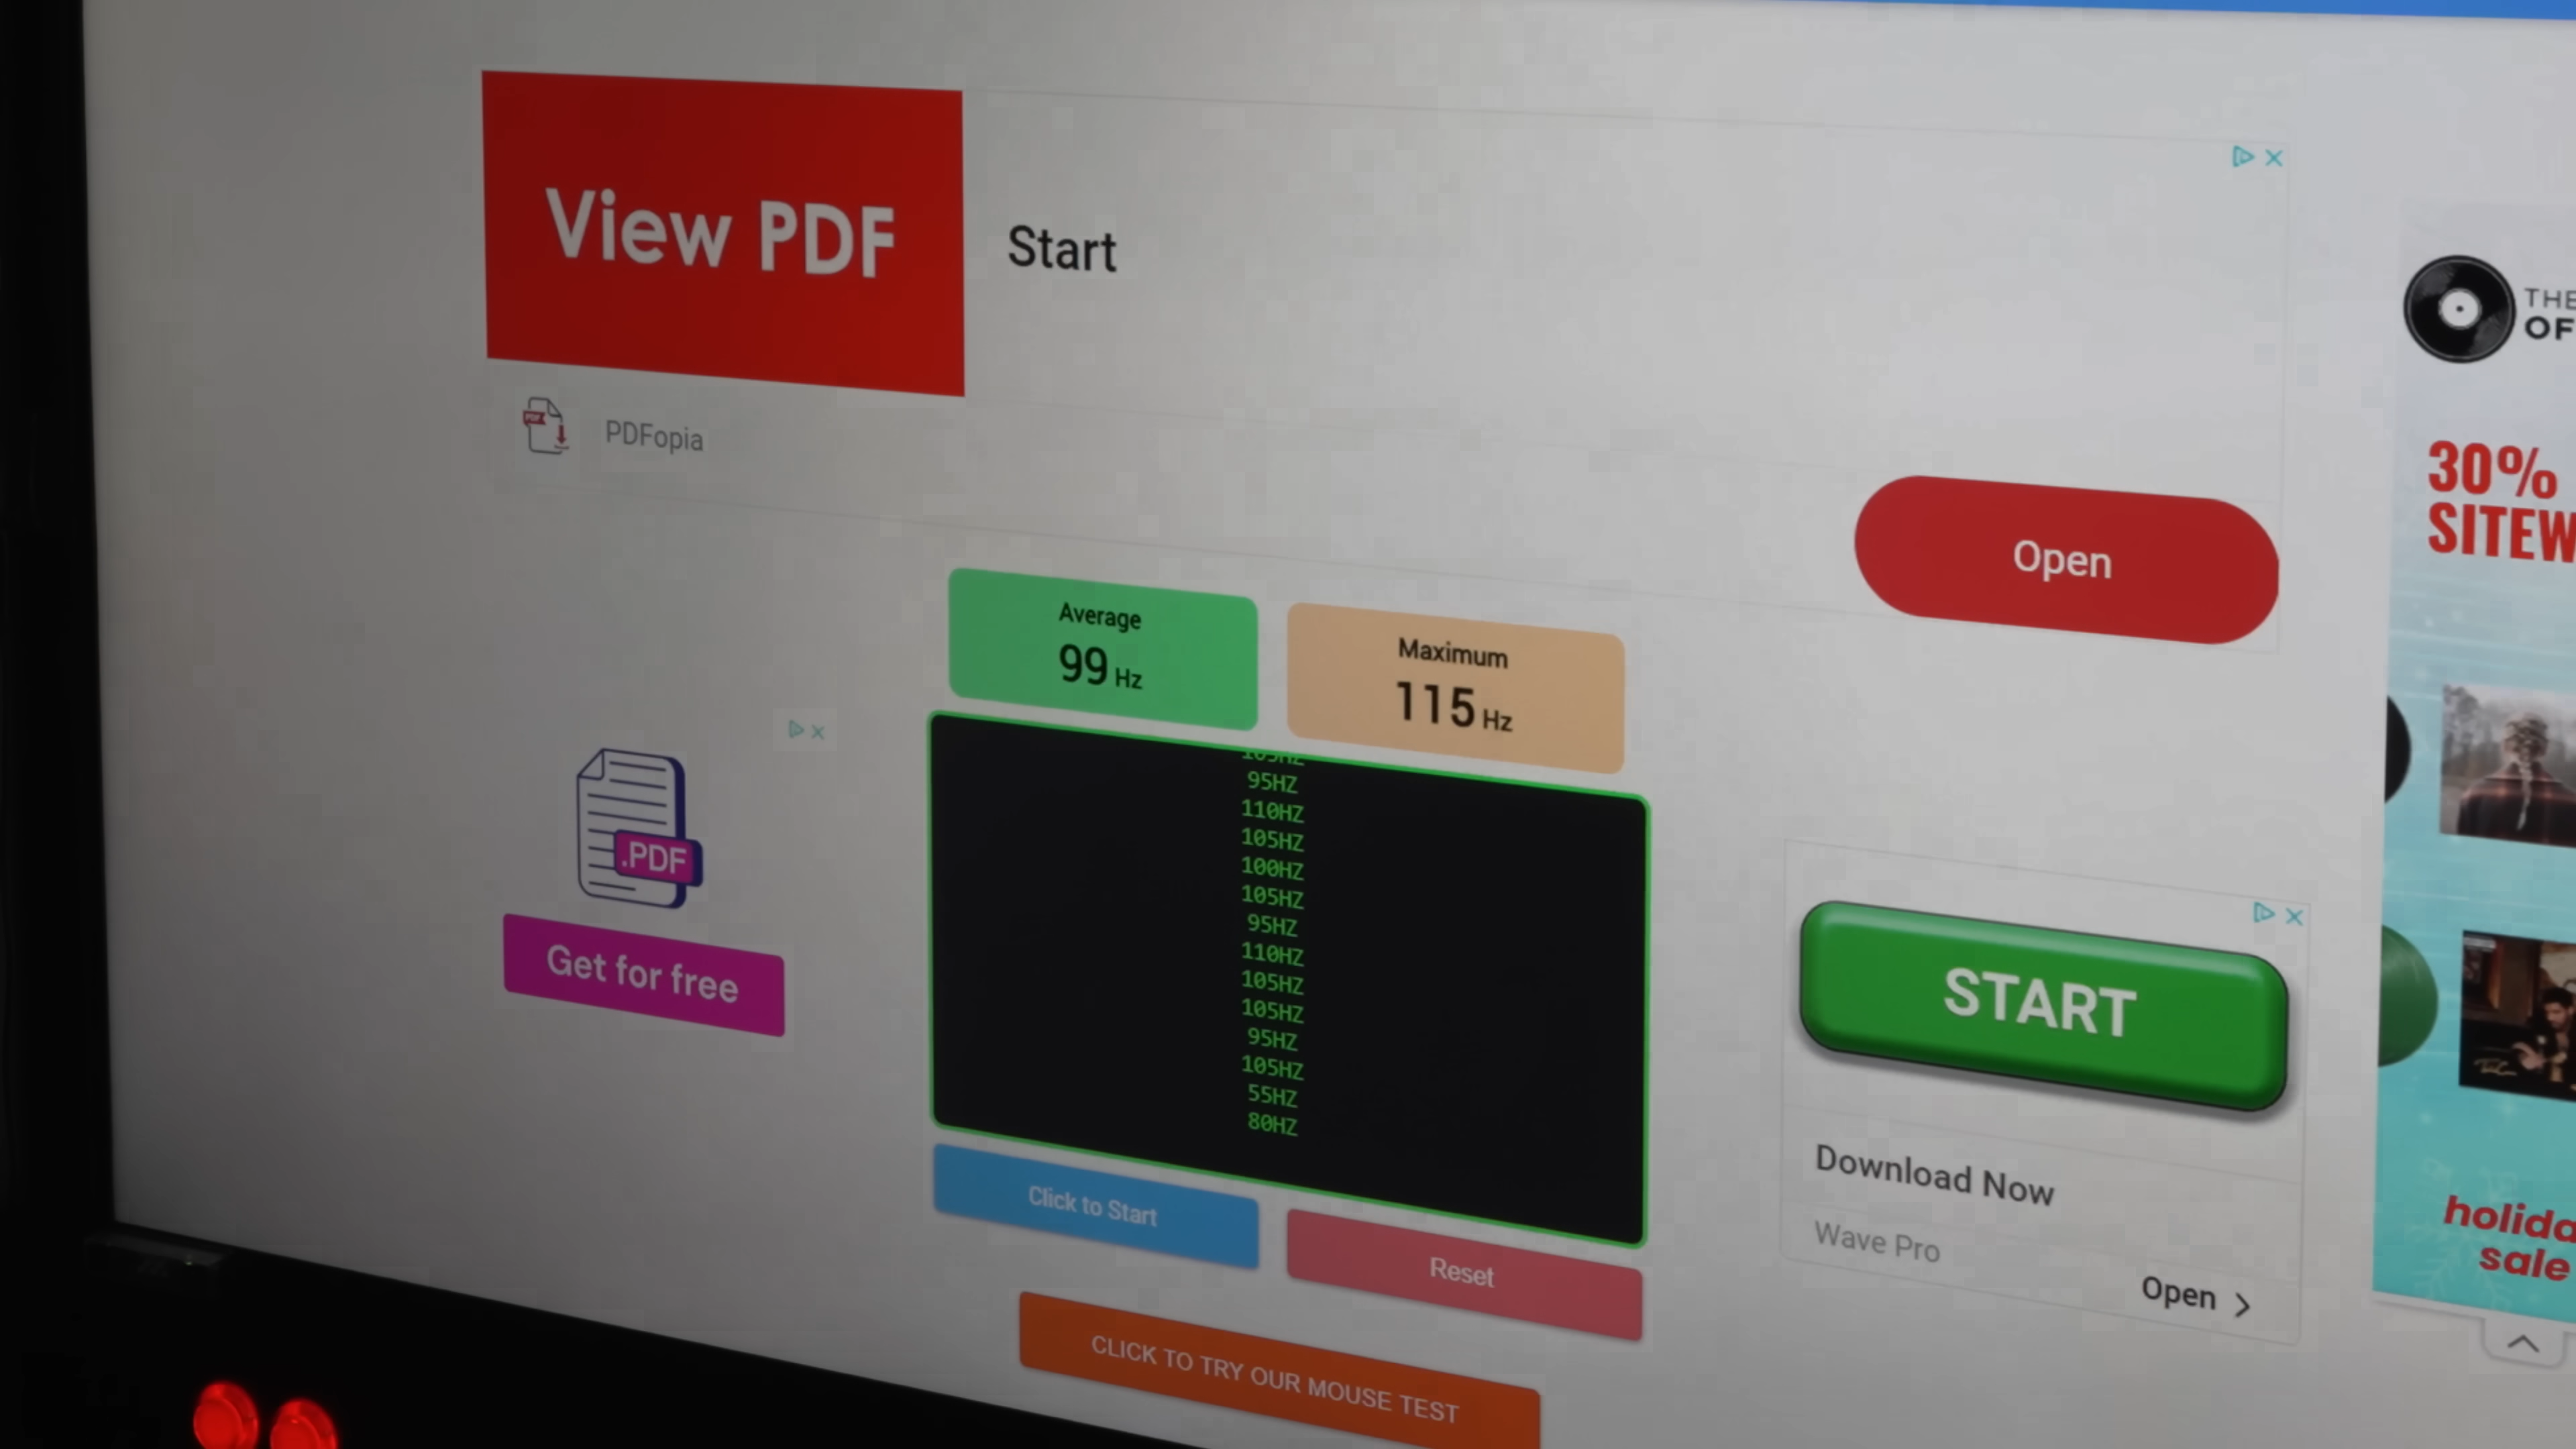 View PDF
Start
PDFopia
Open
THE
OF
30%
SITEW
Average
99 Hz
Maximum
115 Hz
95HZ
110HZ
105HZ
100HZ
105HZ
95HZ
110HZ
105HZ
105HZ
95HZ
105HZ
55HZ
80HZ
.PDF
Get for free
START
Download Now
Wave Pro
Open
Click to Start
Reset
CLICK TO TRY OUR MOUSE TEST
holida
sale